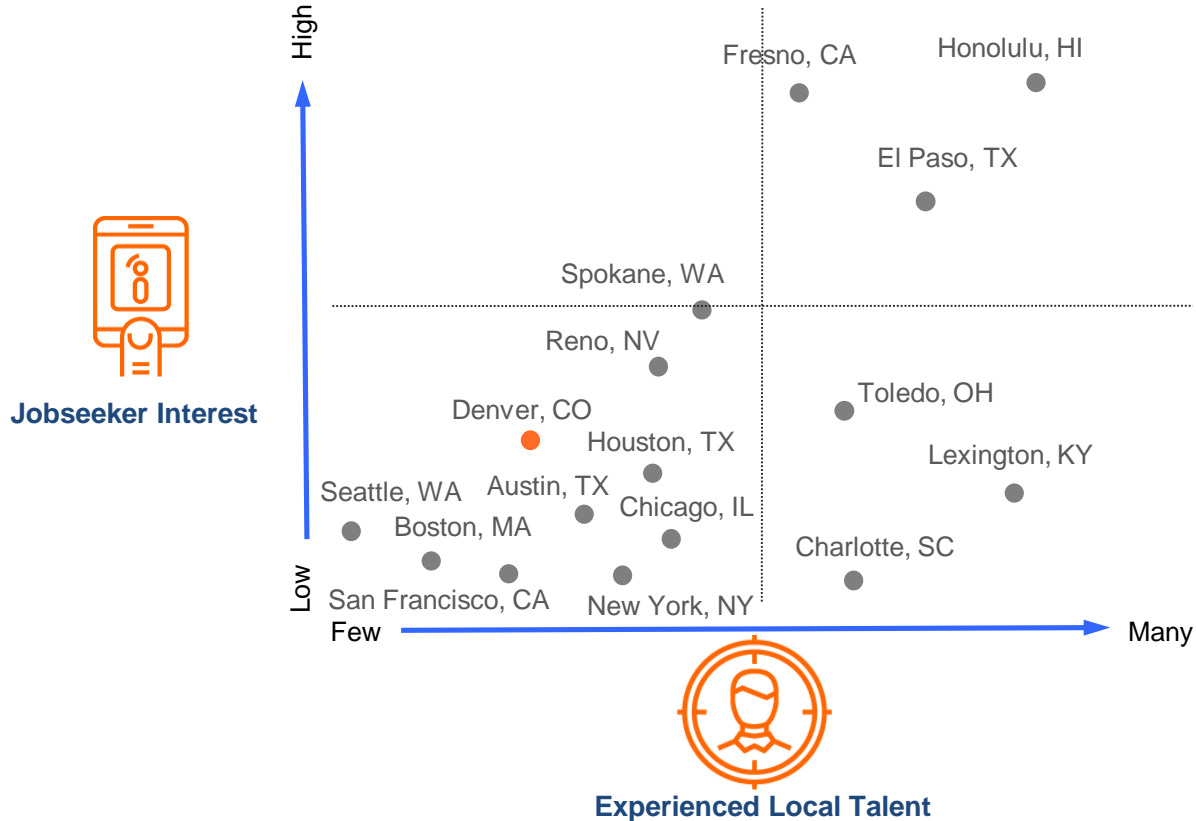 High
Fresno, CA
Honolulu, HI
El Paso, TX
Spokane, WA
Reno, NV
Jobseeker Interest
Denver, CO
Toledo, OH
Houston, TX
Lexington, KY
Seattle, WA
Austin, TX
Chicago, IL
Boston, MA
Charlotte, SC
Low
San Francisco, CA
New York, NY
Few
Many
Experienced Local Talent